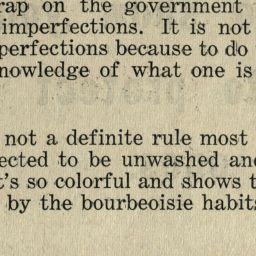 rap on the government
imperfections. It is not
perfections because to do
nowledge of what one is
not a definite rule most
ected to be unwashed and
t's so colorful and shows t
by the bourbeoisie habits